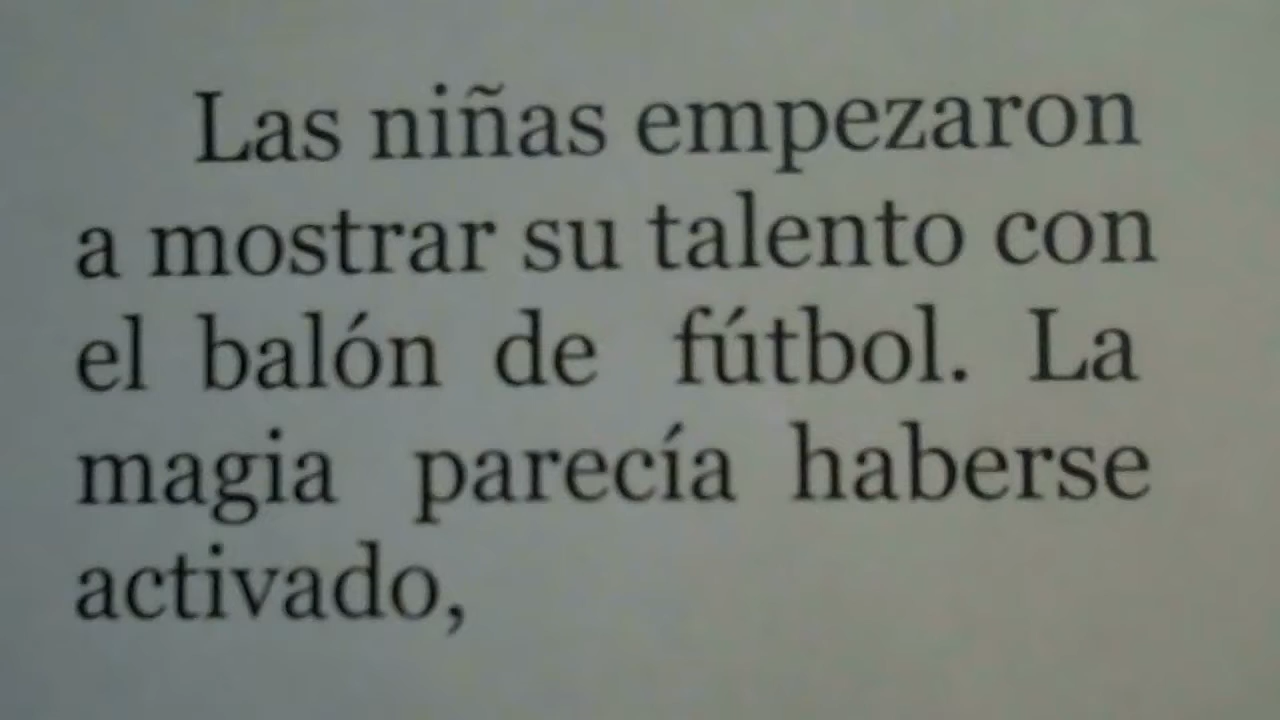 Las niñas empezaron
a mostrar su talento con
el balón de fútbol. La
magia parecía haberse
activado,